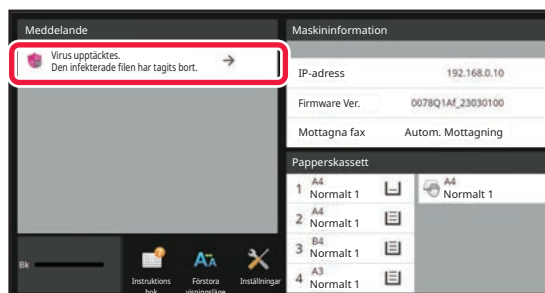 Meddelande
Virus upptäcktes.
Den infekterade filen har tagits bort.
Maskininformation
IP-adress 192.168.0.10
Firmware Ver. 0078Q1Af_23030100
Mottagna fax Autom. Mottagning
Papperskassett
1 A4
Normalt 1
A4
Normalt 1
2 A4
Normalt 1
3 B4
Normalt 1
4 A3
Normalt 1
Bk
Instruktions
bok
Förstora
visningsläge
Inställningar